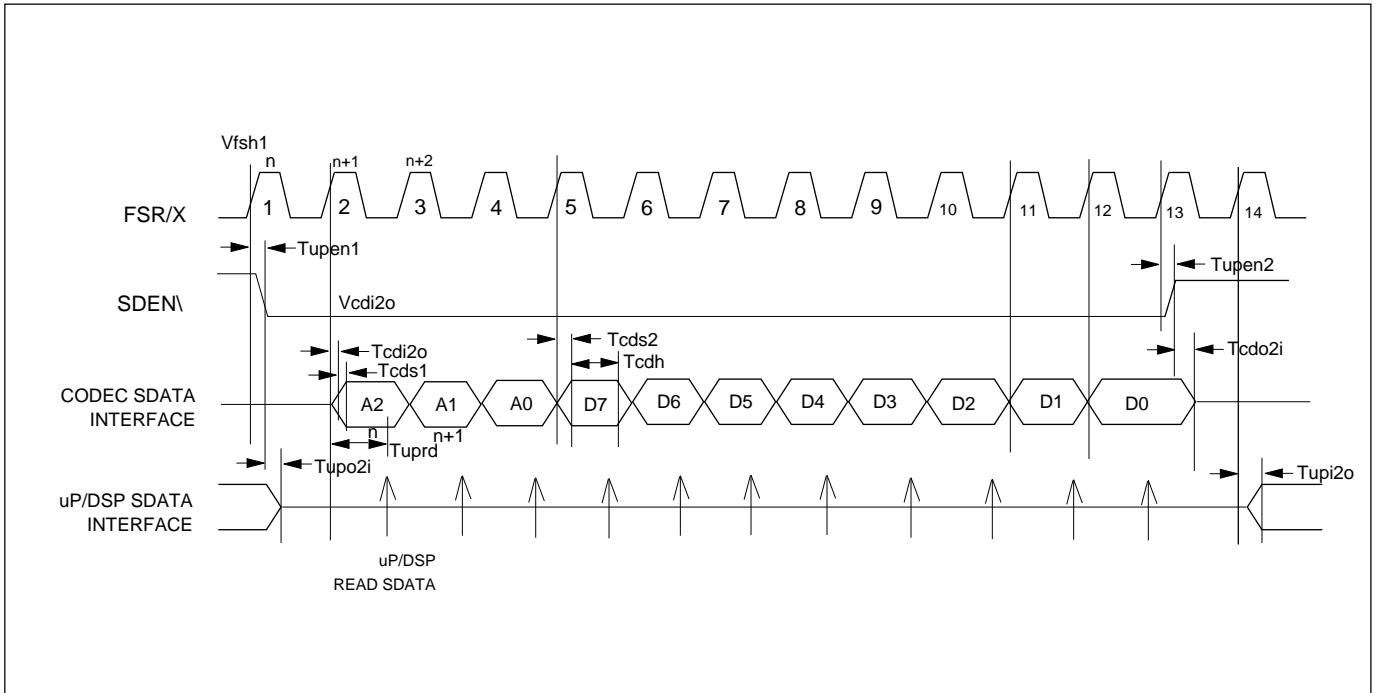 Vfsh1
n n+1 n+2
FSR/X 1 2 3 4 5 6 7 8 9 10 11 12 13 14
Tupen1 Tupen2
SDEN\ Vcdi2o
Tcds2
Tcdi2o Tcdh Tcdo2i
Tcds1
CODEC SDATA
INTERFACE
A2 A1 A0 D7 D6 D5 D4 D3 D2 D1 D0
n n+1
Tuprd
Tupo2i Tupi2o
uP/DSP SDATA
INTERFACE
uP/DSP
READ SDATA